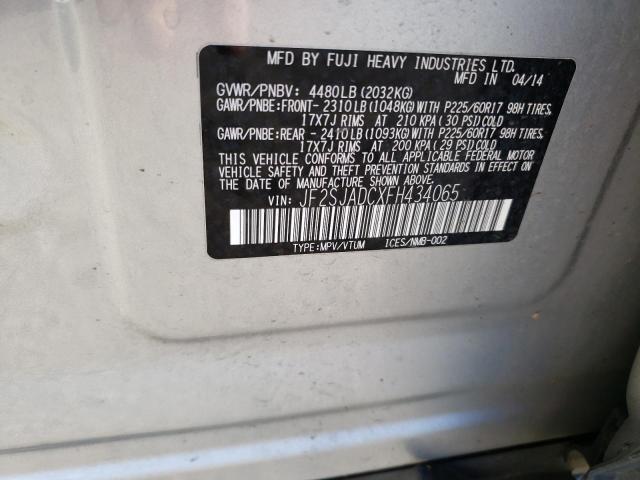 MFD BY FUJI HEAVY INDUSTRIES LTD.
MFD IN 04/14
GVWR/PNBV: 4480LB(2032KG)
GAWR/PNBE:FRONT-2310LB(1048KG)WITH P225/60R17 98H TIRES,
17X7J RIMS AT 210 KPA(30 PSI)COLD
GAWR/PNBE:REAR -2410LB(1093KG)WITH P225/60R17 98H TIRES,
17X7J RIMS AT 200 KPA(29 PSI)COLD
THIS VEHICLE CONFORMS TO ALL APPLICABLE FEDERAL MOTOR
VEHICLE SAFETY AND THEFT PREVENTION STANDARDS IN EFFECT
ON THE DATE OF MANUFACTURE SHOWN ABOVE.
VIN: JF2SJADCXFH434065
TYPE:MPV/VTUM ICES/NMB-002